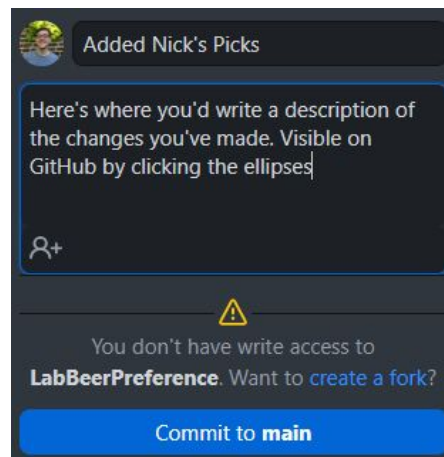 Added Nick's Picks
Here's where you'd write a description of
the changes you've made. Visible on
GitHub by clicking the ellipses
You don't have write access to
LabBeerPreference. Want to create a fork?
Commit to main